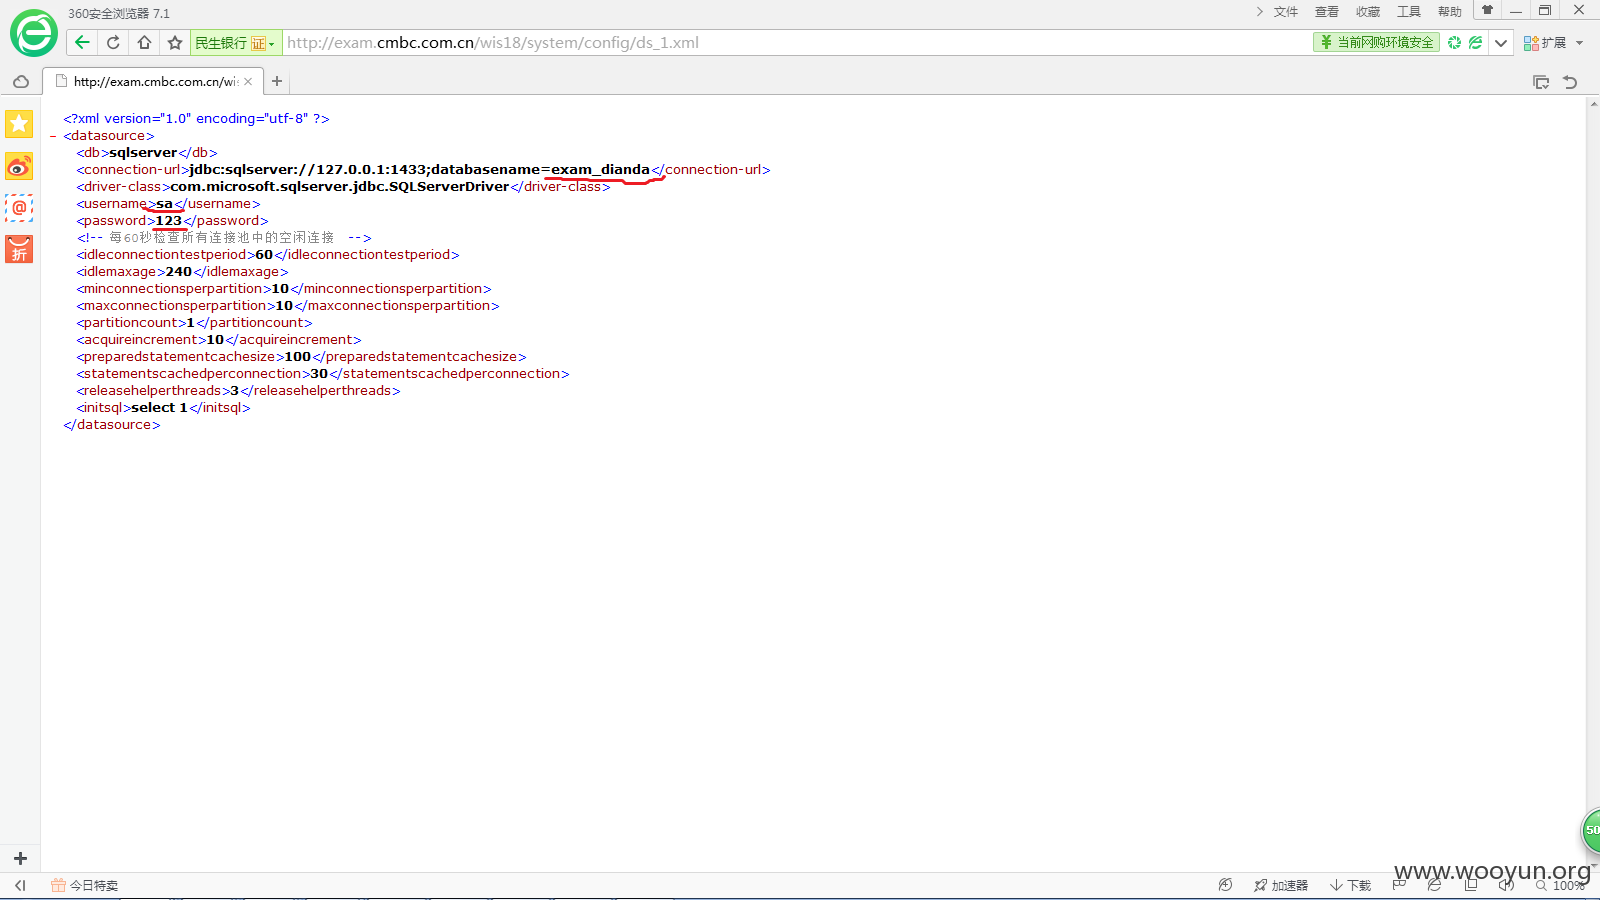 360安全浏览器 7.1
文件 查看 收藏 工具 帮助
民生银行 证 http://exam.cmbc.com.cn/wis18/system/config/ds_1.xml
¥ 当前网购环境安全
扩展
http://exam.cmbc.com.cn/wis
<?xml version="1.0" encoding="utf-8" ?>
- <datasource>
<db>sqlserver</db>
<connection-url>jdbc:sqlserver://127.0.0.1:1433;databasename=exam_dianda</connection-url>
<driver-class>com.microsoft.sqlserver.jdbc.SQLServerDriver</driver-class>
<username>sa</username>
<password>123</password>
<!-- 每60秒检查所有连接池中的空闲连接 -->
<idleconnectiontestperiod>60</idleconnectiontestperiod>
<idlemaxage>240</idlemaxage>
<minconnectionsperpartition>10</minconnectionsperpartition>
<maxconnectionsperpartition>10</maxconnectionsperpartition>
<partitioncount>1</partitioncount>
<acquireincrement>10</acquireincrement>
<preparedstatementcachesize>100</preparedstatementcachesize>
<statementscachedperconnection>30</statementscachedperconnection>
<releasehelperthreads>3</releasehelperthreads>
<initsql>select 1</initsql>
</datasource>
折
50
www.wooyun.org
今日特卖
加速器 下载 100%